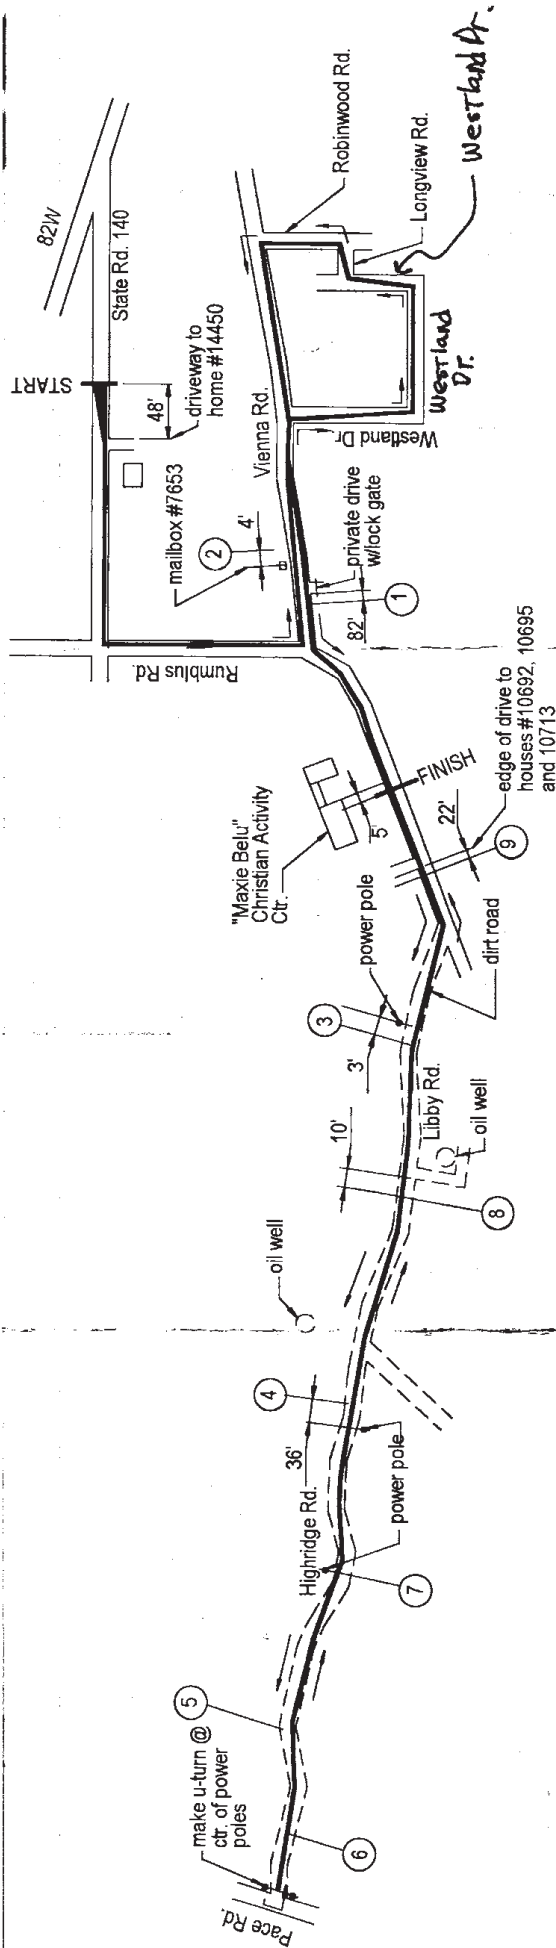 82W
State Rd. 140
START
48'
driveway to
home #14450
Robinwood Rd.
Longview Rd.
Westland Dr.
Westland
Dr.
Westland Dr.
Vienna Rd.
mailbox #7653
4'
2
private drive
w/lock gate
82'
1
Rumblus Rd.
"Maxie Belu"
Christian Activity
Ctr.
5'
FINISH
edge of drive to
houses #10692, 10695
and 10713
22'
9
power pole
3
3'
dirt road
Libby Rd.
10'
oil well
8
oil well
4
36'
power pole
Highridge Rd.
7
5
make u-turn @
ctr. of power
poles
6
Pace Rd.